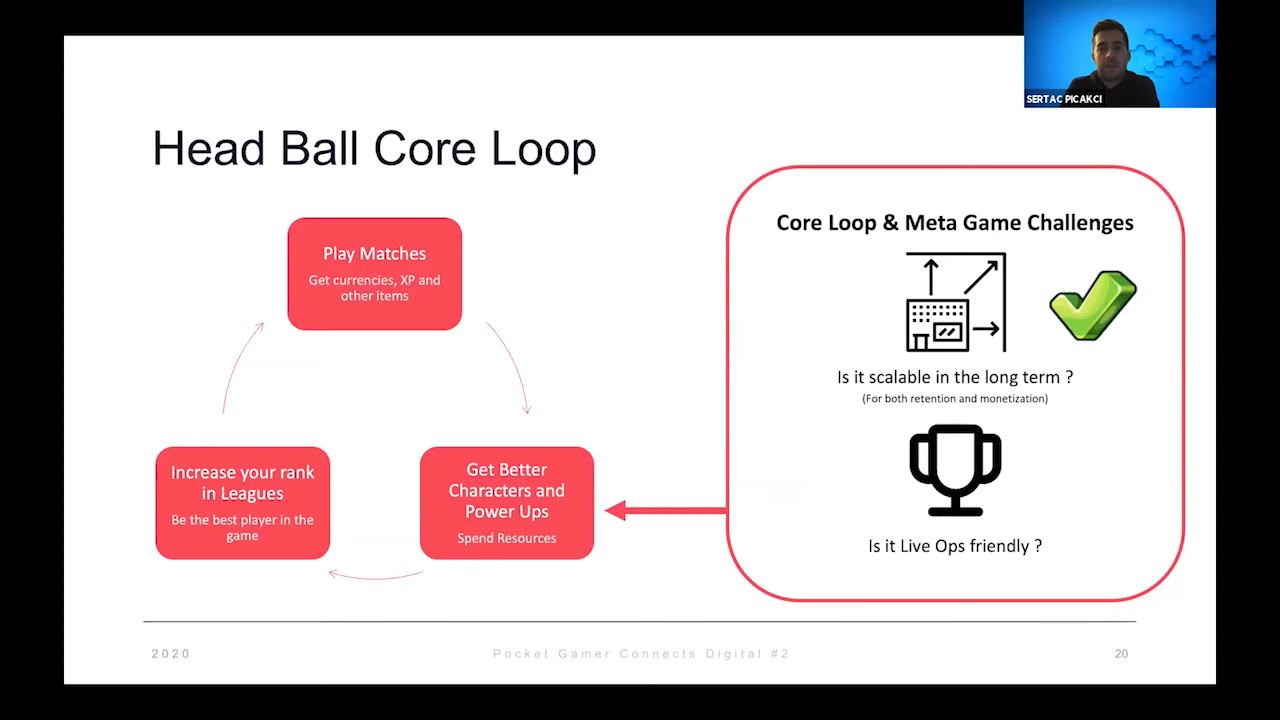 SERTAC PICAKCI
Head Ball Core Loop
Play Matches
Get currencies, XP and
other items
Get Better
Characters and
Power Ups
Spend Resources
Increase your rank
in Leagues
Be the best player in the
game
Core Loop & Meta Game Challenges
Is it scalable in the long term ?
(For both retention and monetization)
Is it Live Ops friendly ?
2020
Pocket Gamer Connects Digital #2
20